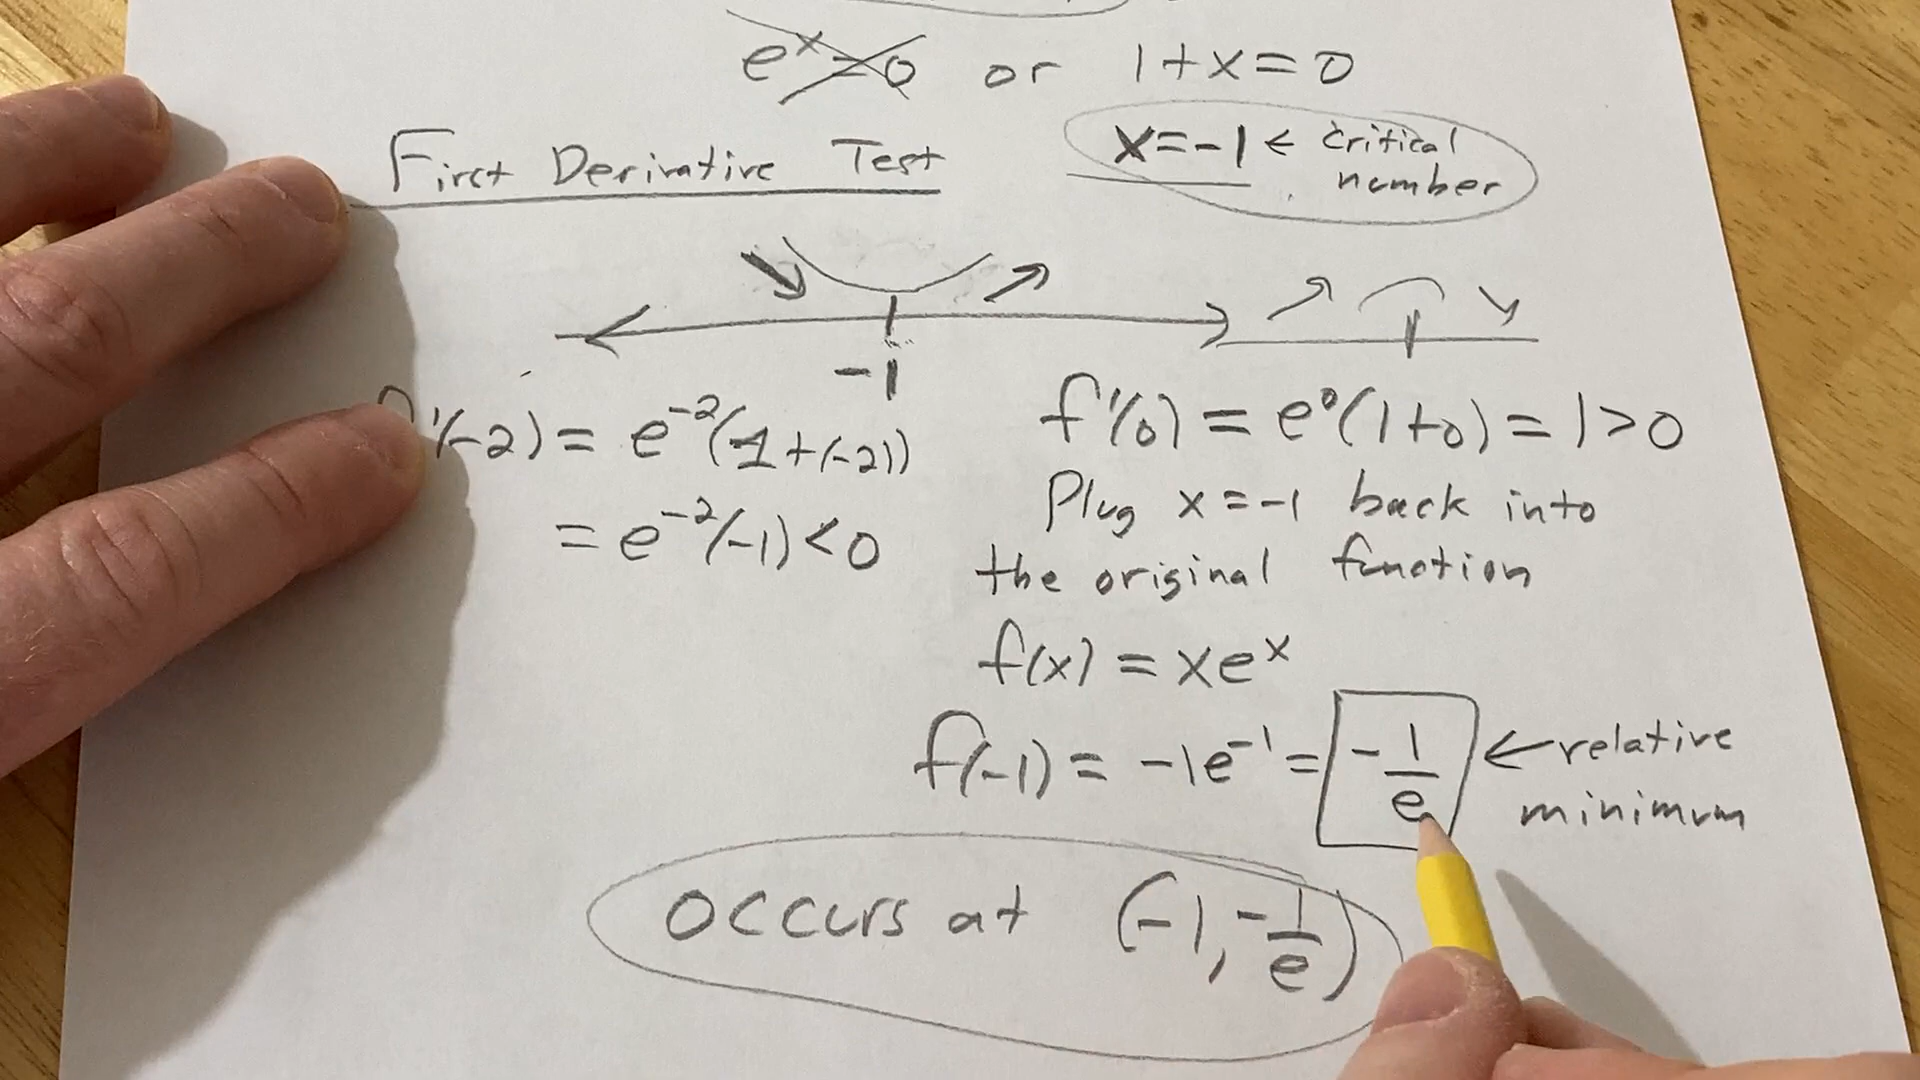 e^x=0 or 1+x=0
First Derivative Test
x=-1 ← critical
number
-1
f'(-2) = e^-2(1+(-2))
= e^-2(-1)<0
f'(0) = e^0(1+0) = 1>0
Plug x=-1 back into
the original function
f(x) = xe^x
f(-1) = -1e^-1 = -1/e ← relative
minimum
occurs at (-1, -1/e)